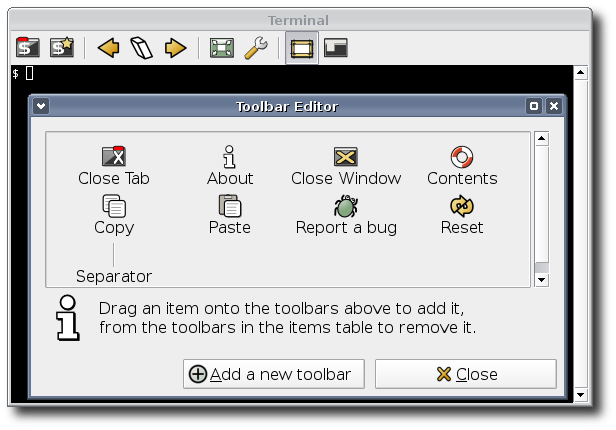 Terminal
$
Toolbar Editor
Close Tab About Close Window Contents
Copy Paste Report a bug Reset
Separator
Drag an item onto the toolbars above to add it,
from the toolbars in the items table to remove it.
Add a new toolbar Close